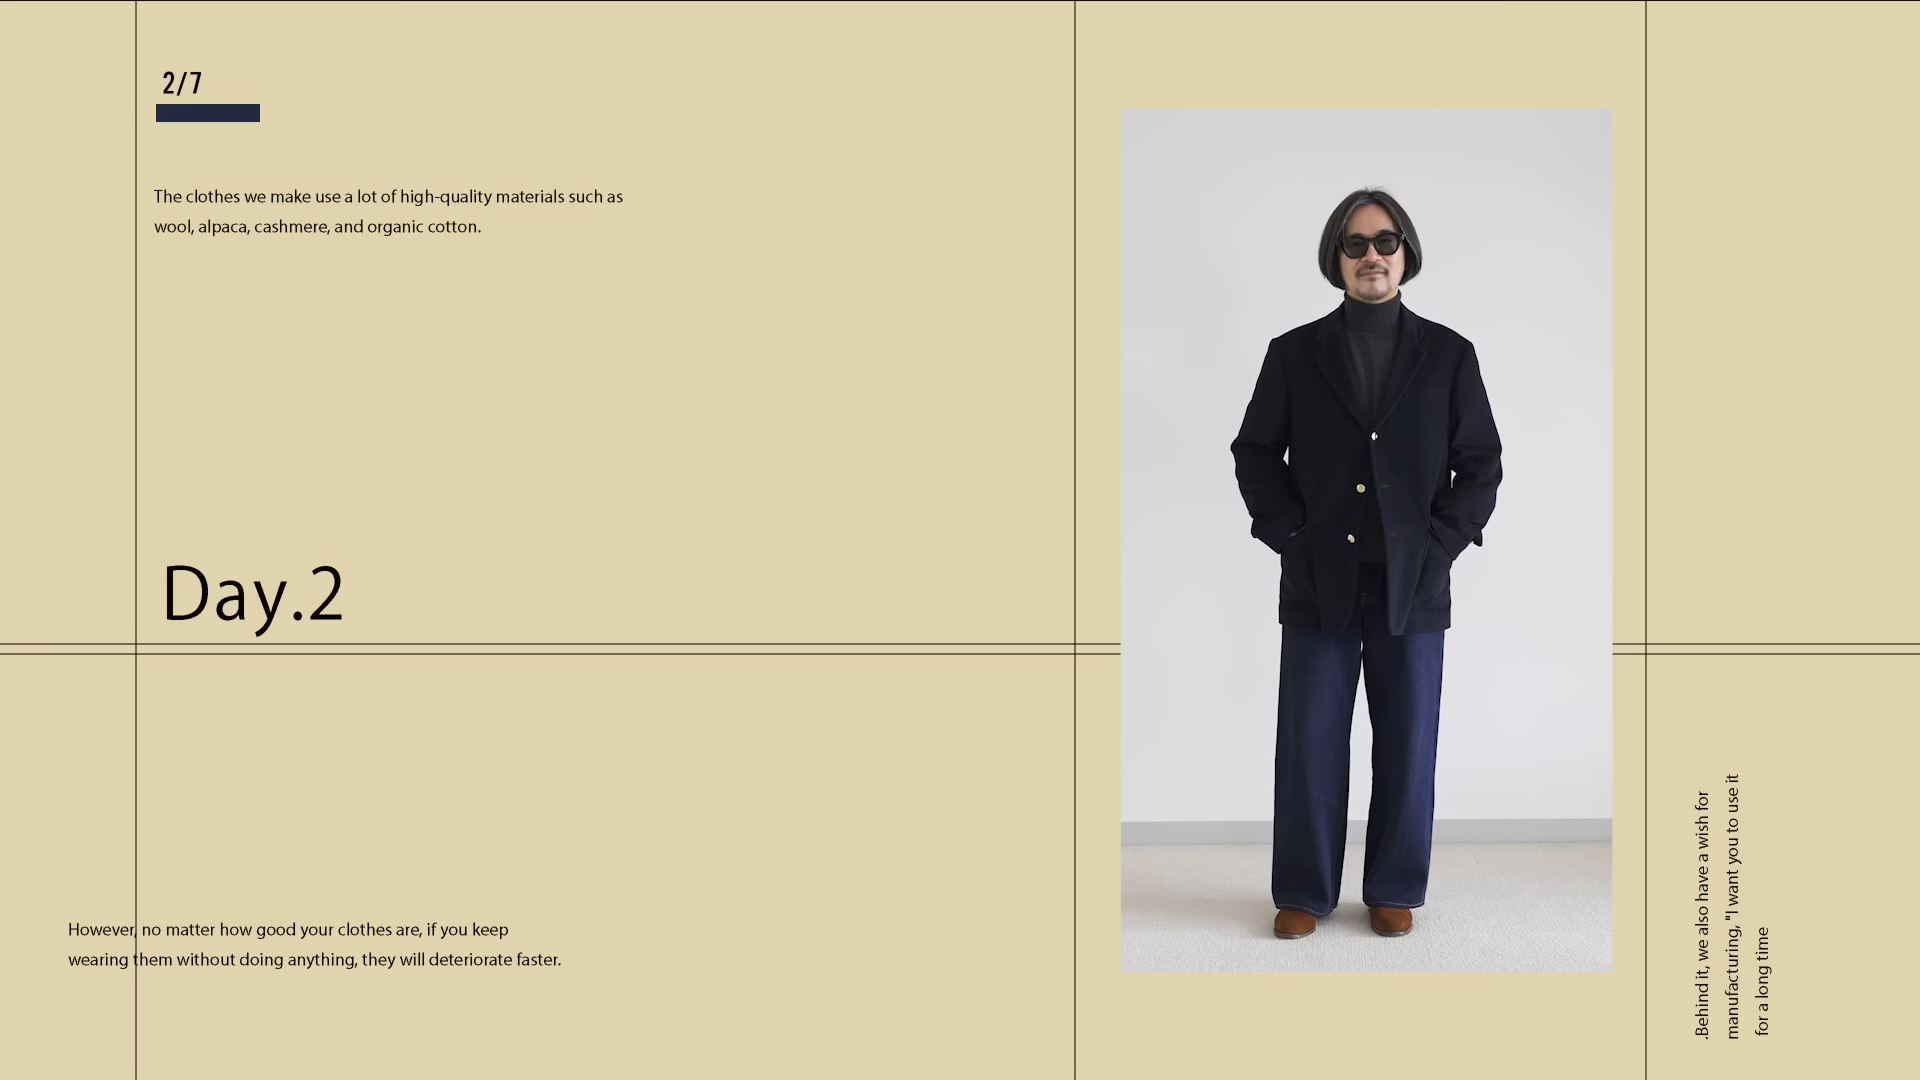 2/7
The clothes we make use a lot of high-quality materials such as
wool, alpaca, cashmere, and organic cotton.
Day.2
However, no matter how good your clothes are, if you keep
wearing them without doing anything, they will deteriorate faster.
.Behind it, we also have a wish for
manufacturing, "I want you to use it
for a long time